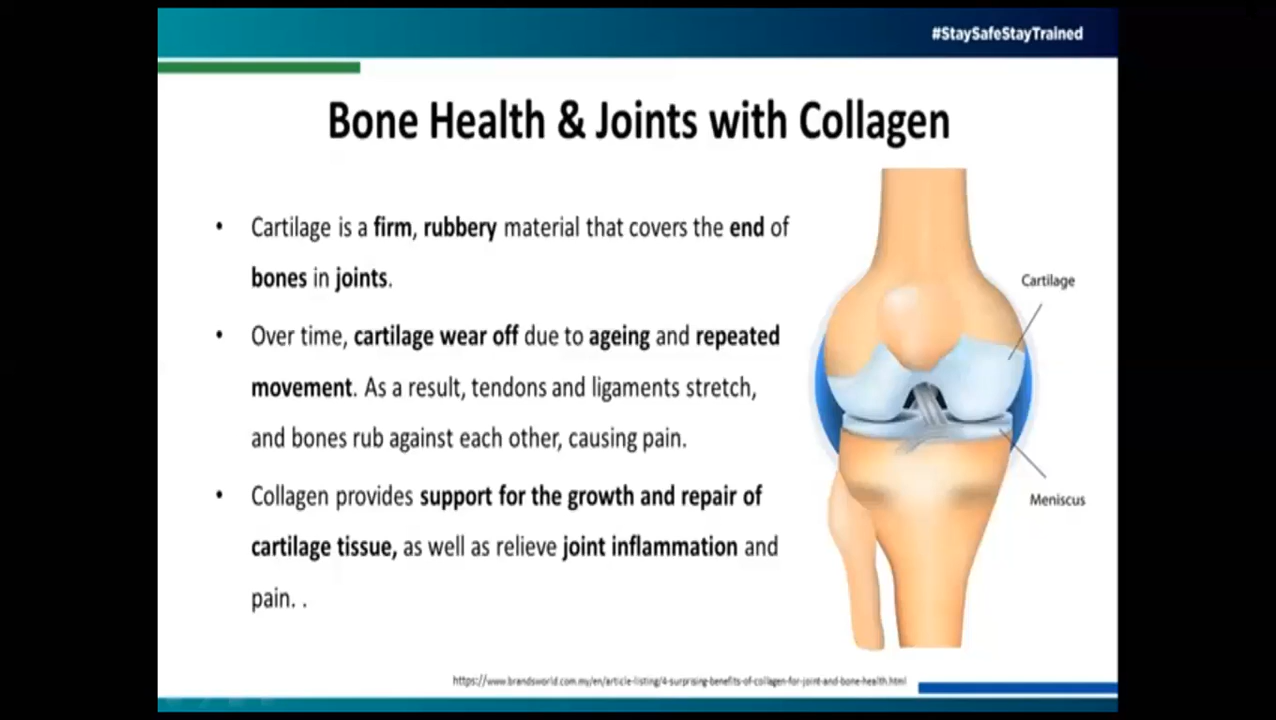 #StaySafeStayTrained
Bone Health & Joints with Collagen
• Cartilage is a firm, rubbery material that covers the end of
bones in joints.
• Over time, cartilage wear off due to ageing and repeated
movement. As a result, tendons and ligaments stretch,
and bones rub against each other, causing pain.
• Collagen provides support for the growth and repair of
cartilage tissue, as well as relieve joint inflammation and
pain. .
Cartilage
Meniscus
https://www.brandsworld.com.my/en/article-listing/4-surprising-benefits-of-collagen-for-joint-and-bone-health.html